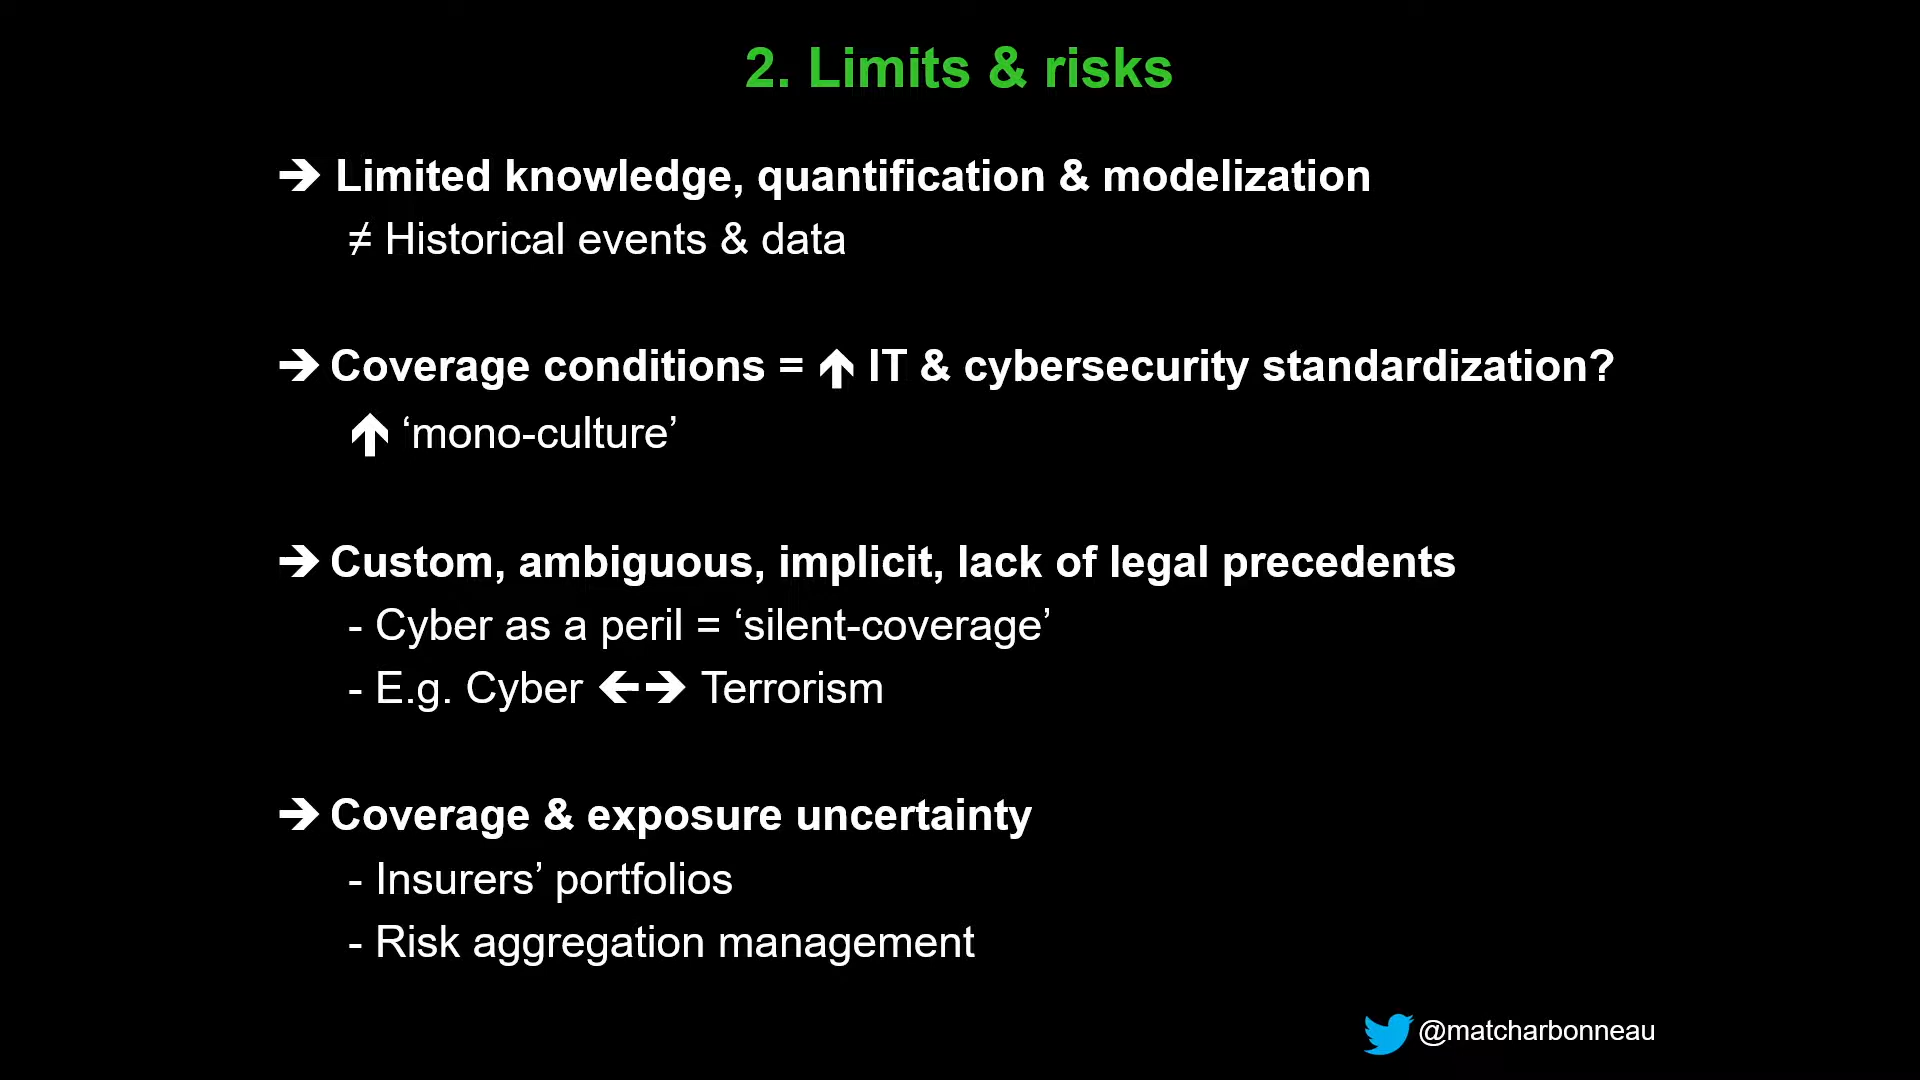 2. Limits & risks
➔ Limited knowledge, quantification & modelization
≠ Historical events & data
➔ Coverage conditions = 🡹 IT & cybersecurity standardization?
🡹 ‘mono-culture’
➔ Custom, ambiguous, implicit, lack of legal precedents
- Cyber as a peril = ‘silent-coverage’
- E.g. Cyber 🡸🡺 Terrorism
➔ Coverage & exposure uncertainty
- Insurers’ portfolios
- Risk aggregation management
@matcharbonneau